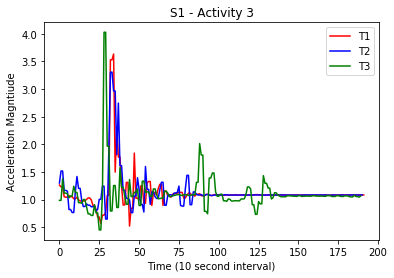 S1 - Activity 3
Acceleration Magntiude
4.0
3.5
3.0
2.5
2.0
1.5
1.0
0.5
T1
T2
T3
0 25 50 75 100 125 150 175 200
Time (10 second interval)